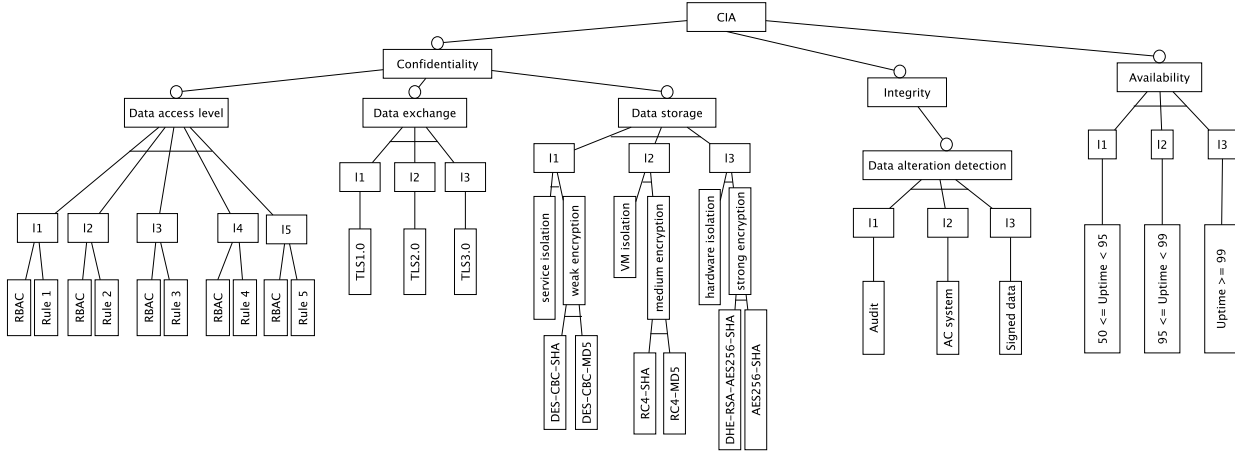 CIA
Confidentiality
Availability
Integrity
Data access level
Data exchange
Data storage
Data alteration detection
I1
I2
I3
I4
I5
RBAC
Rule 1
RBAC
Rule 2
RBAC
Rule 3
RBAC
Rule 4
RBAC
Rule 5
I1
I2
I3
TLS1.0
TLS2.0
TLS3.0
I1
I2
I3
service isolation
weak encryption
VM isolation
medium encryption
hardware isolation
strong encryption
DES-CBC-SHA
DES-CBC-MD5
RC4-SHA
RC4-MD5
DHE-RSA-AES256-SHA
AES256-SHA
I1
I2
I3
Audit
AC system
Signed data
I1
I2
I3
50 <= Uptime < 95
95 <= Uptime < 99
Uptime >= 99